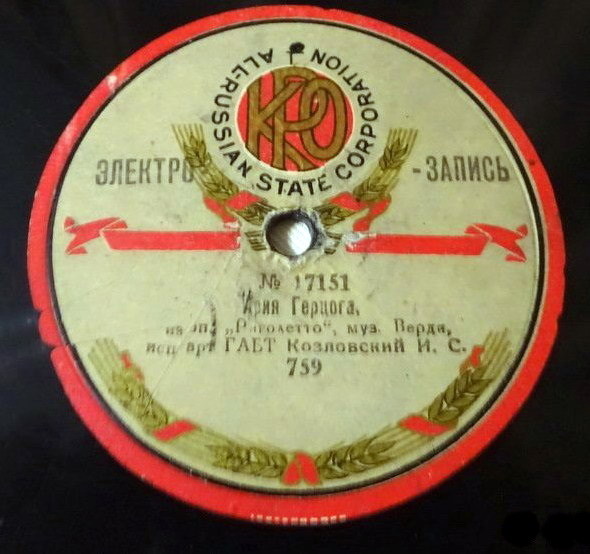 ALL-RUSSIAN STATE CORPORATION
КРО
ЭЛЕКТРО-ЗАПИСЬ
№ 17151
Ария Герцога,
из оп. „Риголетто", муз. Верди,
исп. арт. ГАБТ Козловский И. С.
759